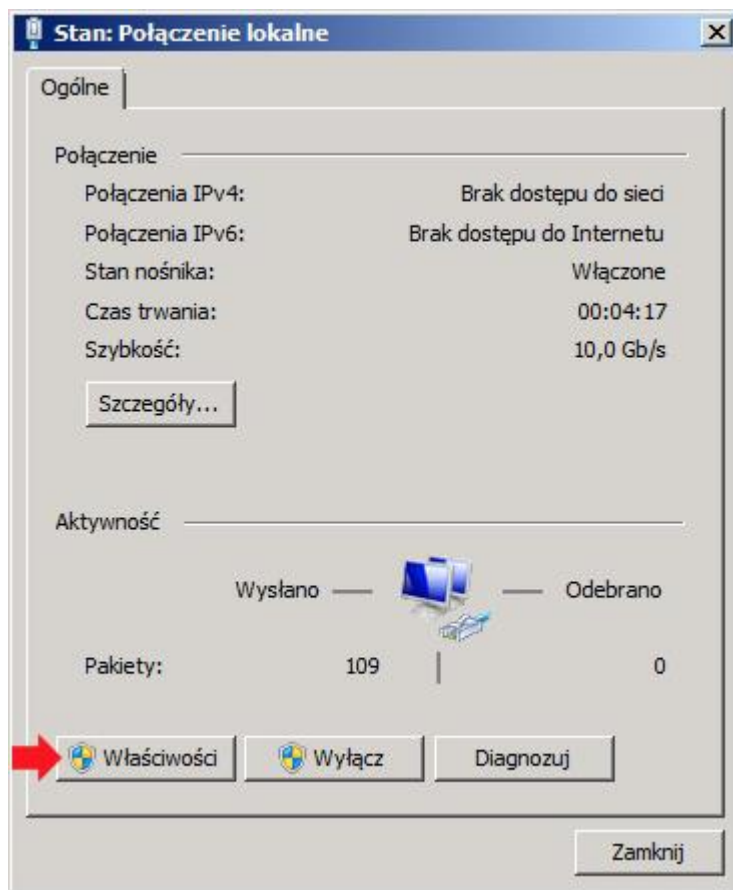 Stan: Połączenie lokalne
Ogólne
Połączenie
Połączenia IPv4: Brak dostępu do sieci
Połączenia IPv6: Brak dostępu do Internetu
Stan nośnika: Włączone
Czas trwania: 00:04:17
Szybkość: 10,0 Gb/s
Szczegóły...
Aktywność
Wysłano Odebrano
Pakiety: 109 0
Właściwości Wyłącz Diagnozuj
Zamknij